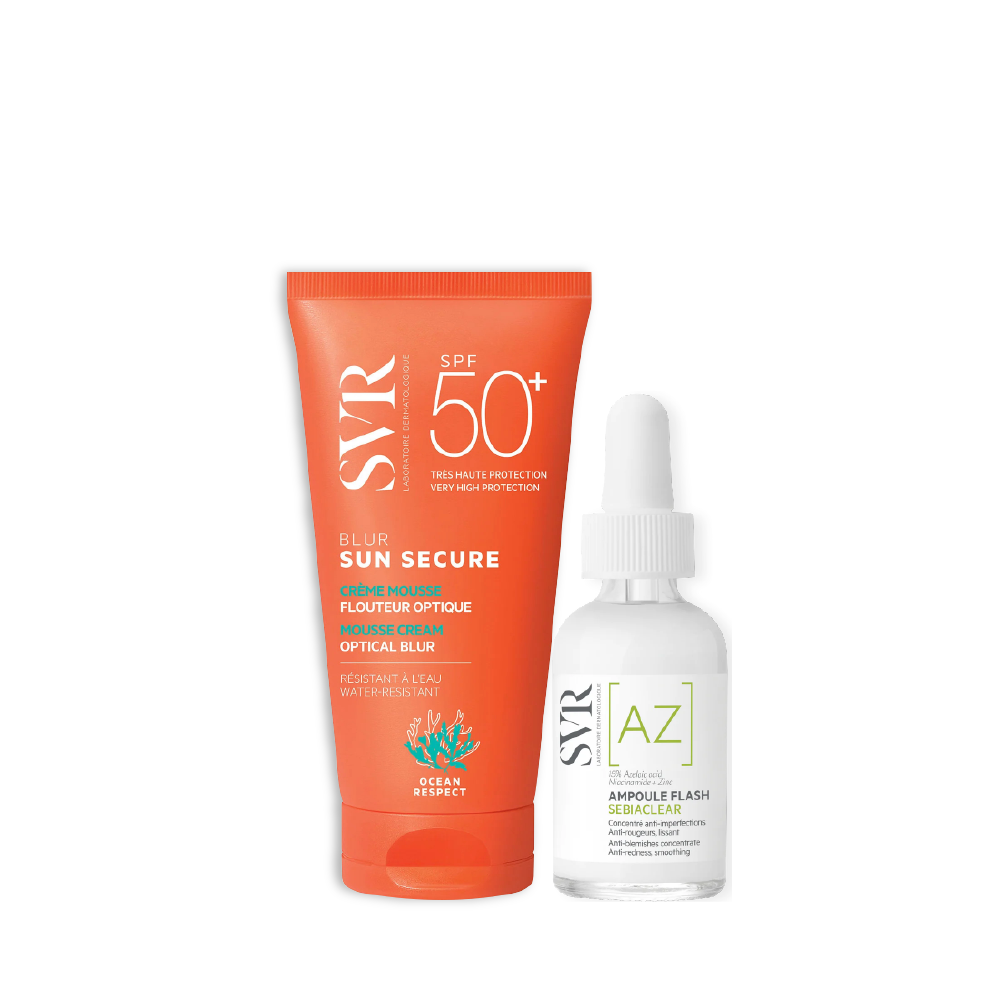 SVR
LABORATOIRE DERMATOLOGIQUE
SPF
50+
TRÈS HAUTE PROTECTION
VERY HIGH PROTECTION
BLUR
SUN SECURE
CRÈME MOUSSE
FLOUTEUR OPTIQUE
MOUSSE CREAM
OPTICAL BLUR
RÉSISTANT À L'EAU
WATER-RESISTANT
OCEAN
RESPECT
SVR
LABORATOIRE DERMATOLOGIQUE
[AZ]
15% Azelaic acid
Niacinamide + Zinc
AMPOULE FLASH
SEBIACLEAR
Concentré anti-imperfections
Anti-rougeurs, lissant
Anti-blemishes concentrate
Anti-redness, smoothing